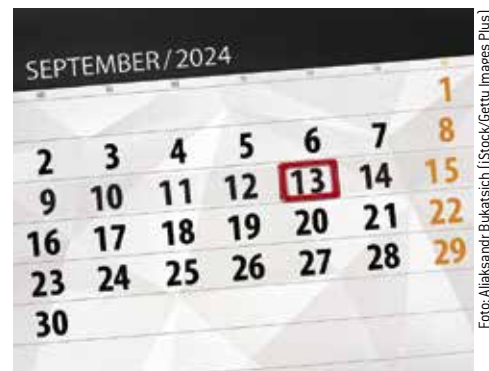 SEPTEMBER/2024
1
2 3 4 5 6 7 8
9 10 11 12 13 14 15
16 17 18 19 20 21 22
23 24 25 26 27 28 29
30
Foto: Aliaksandr Bukatsich (iStock/Gettu Images Plus)